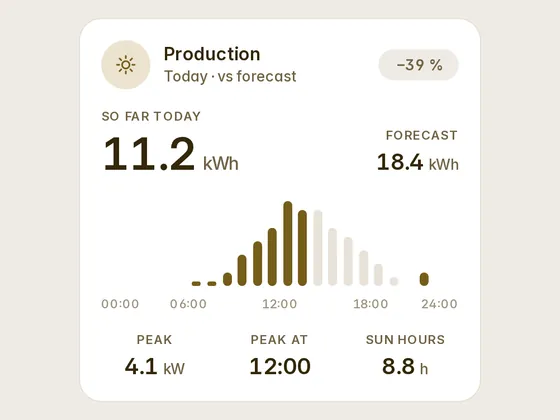 Production
Today · vs forecast
−39 %
SO FAR TODAY
11.2 kWh
FORECAST
18.4 kWh
00:00 06:00 12:00 18:00 24:00
PEAK PEAK AT SUN HOURS
4.1 kW 12:00 8.8 h